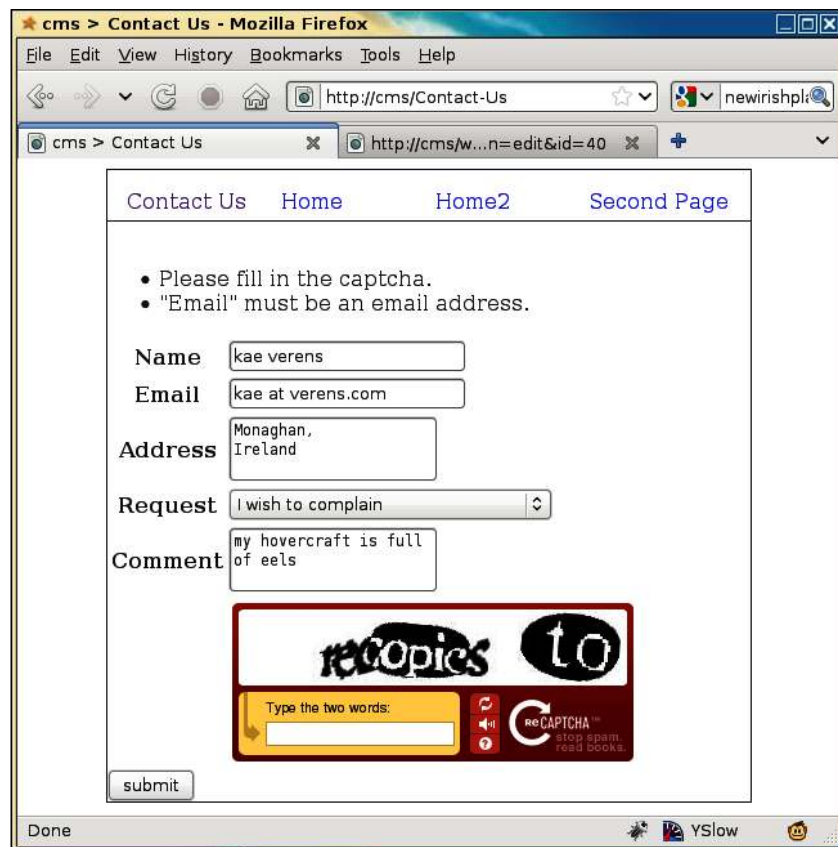 cms > Contact Us - Mozilla Firefox
File Edit View History Bookmarks Tools Help
http://cms/Contact-Us newirishpl
cms > Contact Us http://cms/w...n=edit&id=40
Contact Us Home Home2 Second Page
• Please fill in the captcha.
• "Email" must be an email address.
Name kae verens
Email kae at verens.com
Address Monaghan,
Ireland
Request I wish to complain
Comment my hovercraft is full
of eels
recopics to
Type the two words:
reCAPTCHA™
stop spam.
read books.
submit
Done YSlow